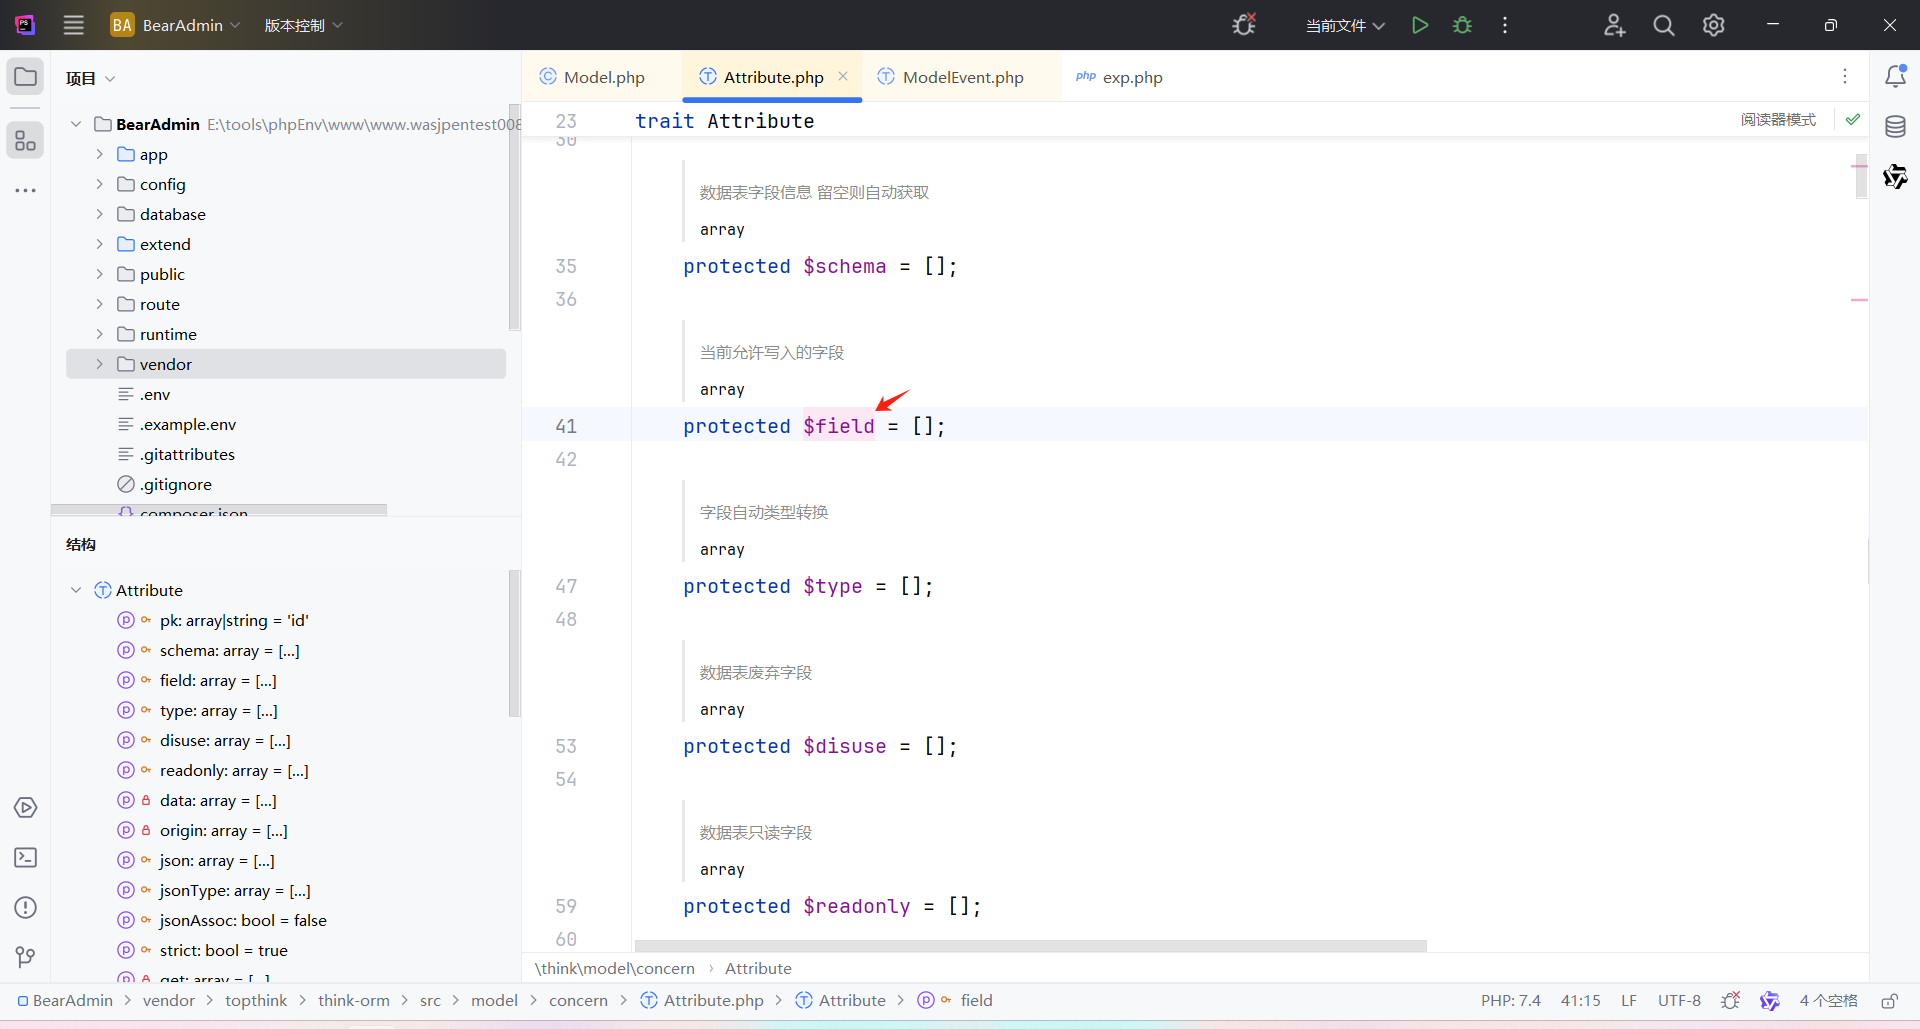 BA BearAdmin 版本控制 当前文件
项目
BearAdmin E:\tools\phpEnv\www\www.wasjpentest008
app
config
database
extend
public
route
runtime
vendor
.env
.example.env
.gitattributes
.gitignore
composer.json
结构
Attribute
pk: array|string = 'id'
schema: array = [...]
field: array = [...]
type: array = [...]
disuse: array = [...]
readonly: array = [...]
data: array = [...]
origin: array = [...]
json: array = [...]
jsonType: array = [...]
jsonAssoc: bool = false
strict: bool = true
get: array = [...]
Model.php Attribute.php ModelEvent.php php exp.php
23 trait Attribute 阅读器模式
30
数据表字段信息 留空则自动获取
array
35 protected $schema = [];
36
当前允许写入的字段
array
41 protected $field = [];
42
字段自动类型转换
array
47 protected $type = [];
48
数据表废弃字段
array
53 protected $disuse = [];
54
数据表只读字段
array
59 protected $readonly = [];
60
\think\model\concern › Attribute
BearAdmin > vendor > topthink > think-orm > src > model > concern > Attribute.php > Attribute > field PHP: 7.4 41:15 LF UTF-8 4 个空格